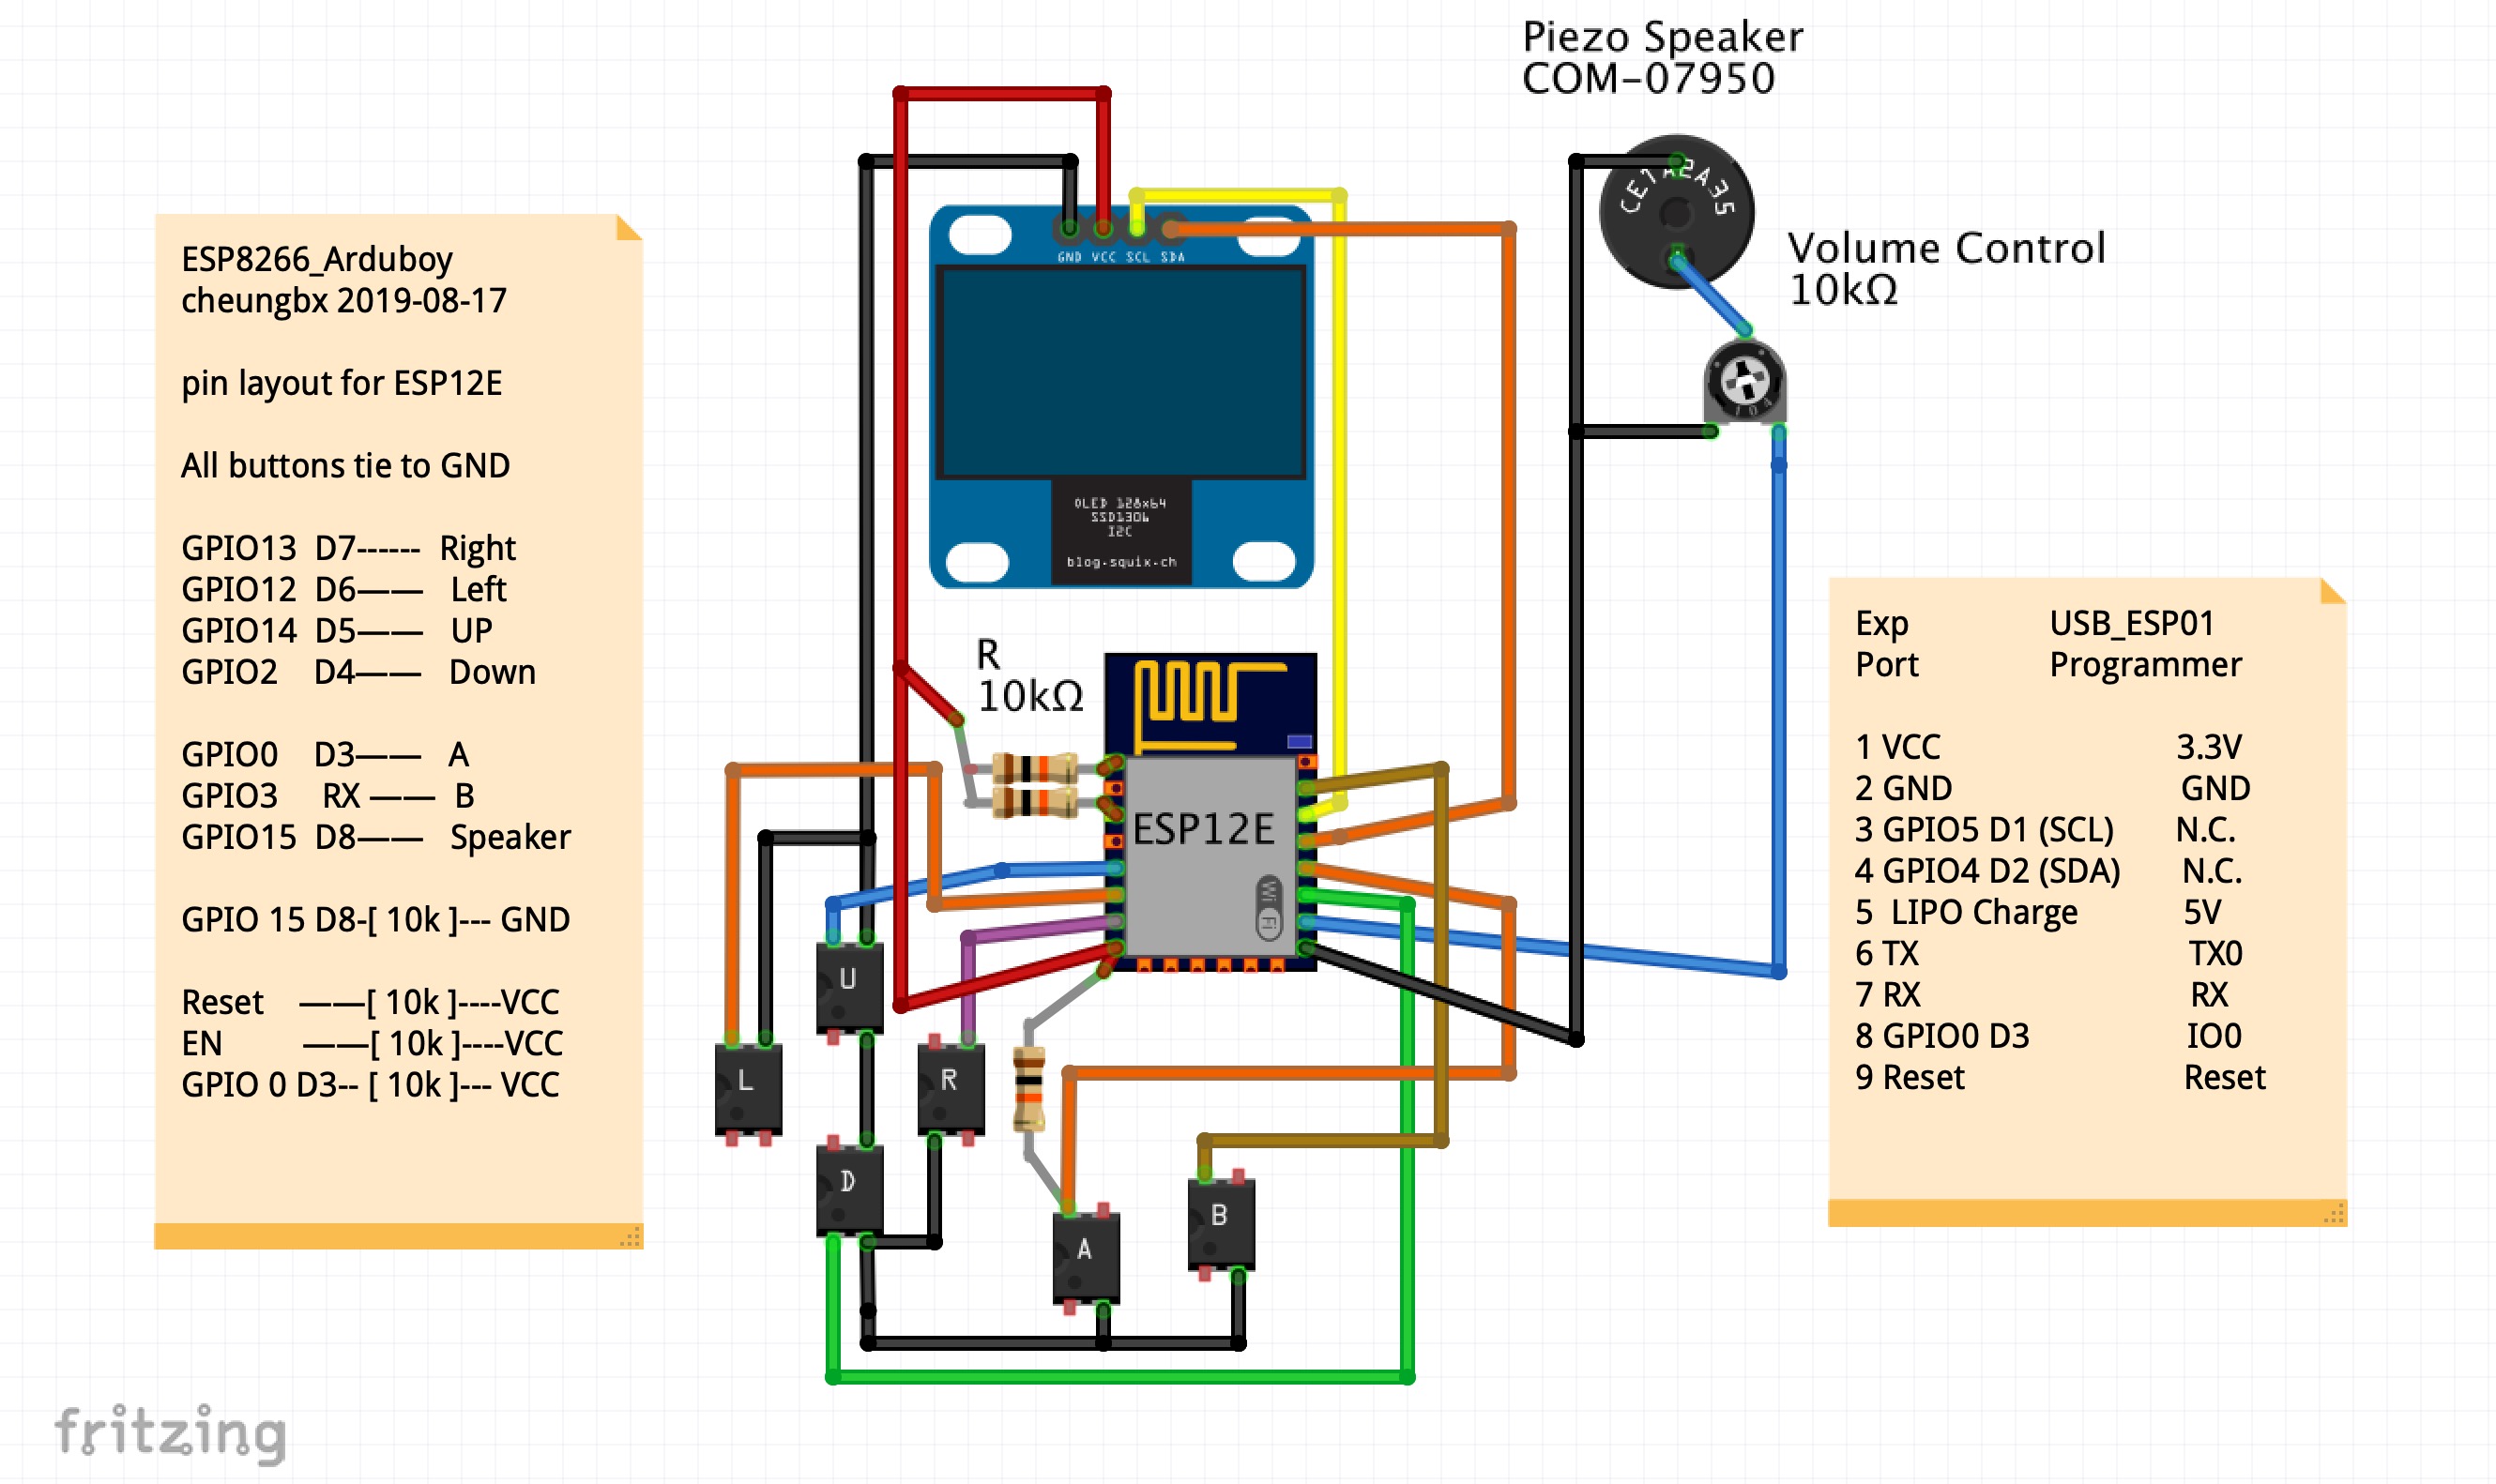 Piezo Speaker
COM-07950
CE1A2A35
Volume Control
10kΩ
104
ESP8266_Arduboy
cheungbx 2019-08-17
pin layout for ESP12E
All buttons tie to GND
GPIO13 D7------ Right
GPIO12 D6—— Left
GPIO14 D5—— UP
GPIO2 D4—— Down
GPIO0 D3—— A
GPIO3 RX —— B
GPIO15 D8—— Speaker
GPIO 15 D8-[ 10k ]--- GND
Reset ——[ 10k ]----VCC
EN ——[ 10k ]----VCC
GPIO 0 D3-- [ 10k ]--- VCC
GND VCC SCL SDA
OLED 128x64
SSD1306
I2C
blog-squix-ch
R
10kΩ
ESP12E
Wi Fi
U
L
R
D
A
B
Exp USB_ESP01
Port Programmer
1 VCC 3.3V
2 GND GND
3 GPIO5 D1 (SCL) N.C.
4 GPIO4 D2 (SDA) N.C.
5 LIPO Charge 5V
6 TX TX0
7 RX RX
8 GPIO0 D3 IO0
9 Reset Reset
fritzing